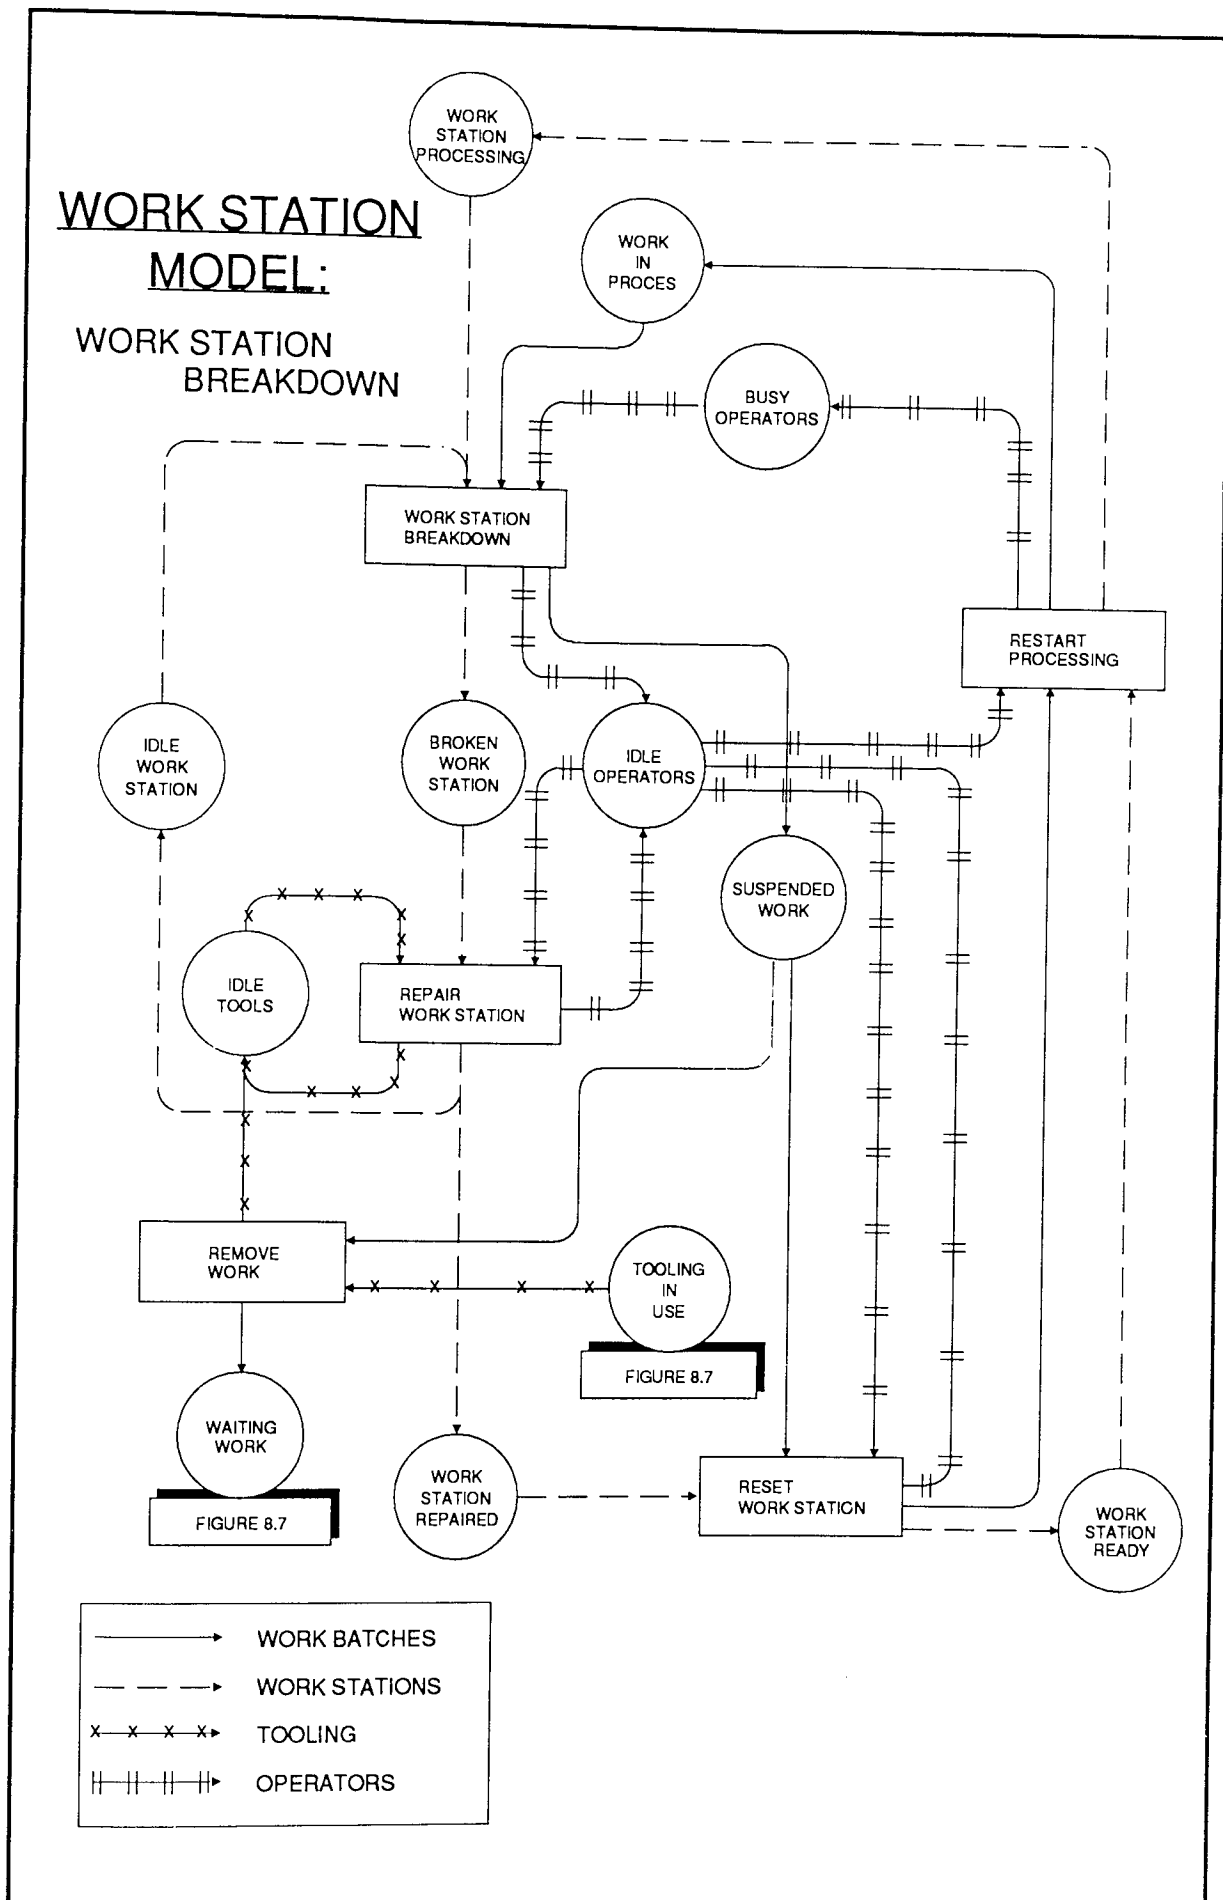 WORK
STATION
PROCESSING
WORK STATION
MODEL:
WORK STATION
BREAKDOWN
WORK
IN
PROCES
BUSY
OPERATORS
WORK STATION
BREAKDOWN
RESTART
PROCESSING
IDLE
WORK
STATION
BROKEN
WORK
STATION
IDLE
OPERATORS
SUSPENDED
WORK
IDLE
TOOLS
REPAIR
WORK STATION
REMOVE
WORK
TOOLING
IN
USE
FIGURE 8.7
WAITING
WORK
FIGURE 8.7
WORK
STATION
REPAIRED
RESET
WORK STATION
WORK
STATION
READY
WORK BATCHES
WORK STATIONS
TOOLING
OPERATORS